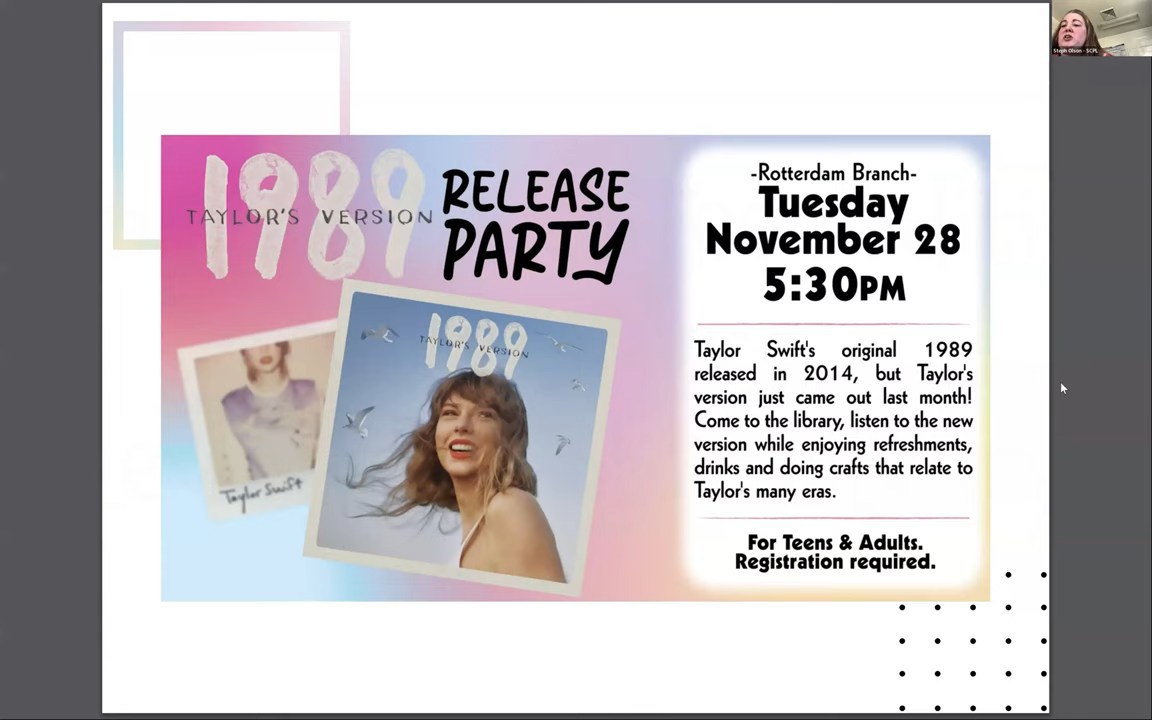 1989
TAYLOR'S VERSION
RELEASE
PARTY
1989
TAYLOR'S VERSION
Taylor Swift
-Rotterdam Branch-
Tuesday
November 28
5:30PM
Taylor Swift's original 1989
released in 2014, but Taylor's
version just came out last month!
Come to the library, listen to the new
version while enjoying refreshments,
drinks and doing crafts that relate to
Taylor's many eras.
For Teens & Adults.
Registration required.
Steph Olson - SCPL